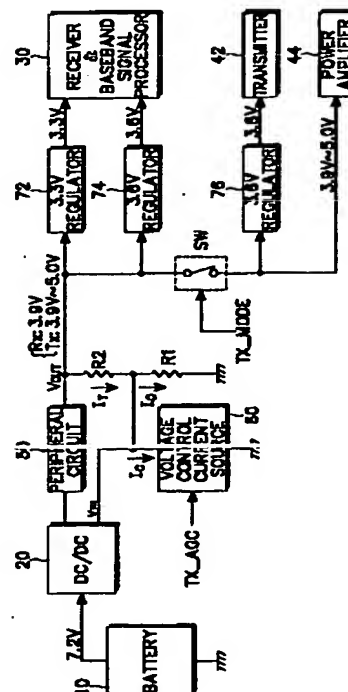 10
BATTERY
7.2V
20
DC/DC
51
PERIPHERAL
CIRCUIT
VOUT
Rx: 3.9V
Tx: 3.9V~5.0V
IT
R2
IO
R1
IC
VOLTAGE
CONTROL
CURRENT
SOURCE
TX_AGC
72
3.3V
REGULATOR
3.3V
74
3.6V
REGULATOR
3.6V
30
RECEIVER
&
BASEBAND
SIGNAL
PROCESSOR
SW
TX_MODE
76
3.6V
REGULATOR
3.6V
42
TRANSMITTER
3.9V~5.0V
44
POWER
AMPLIFIER